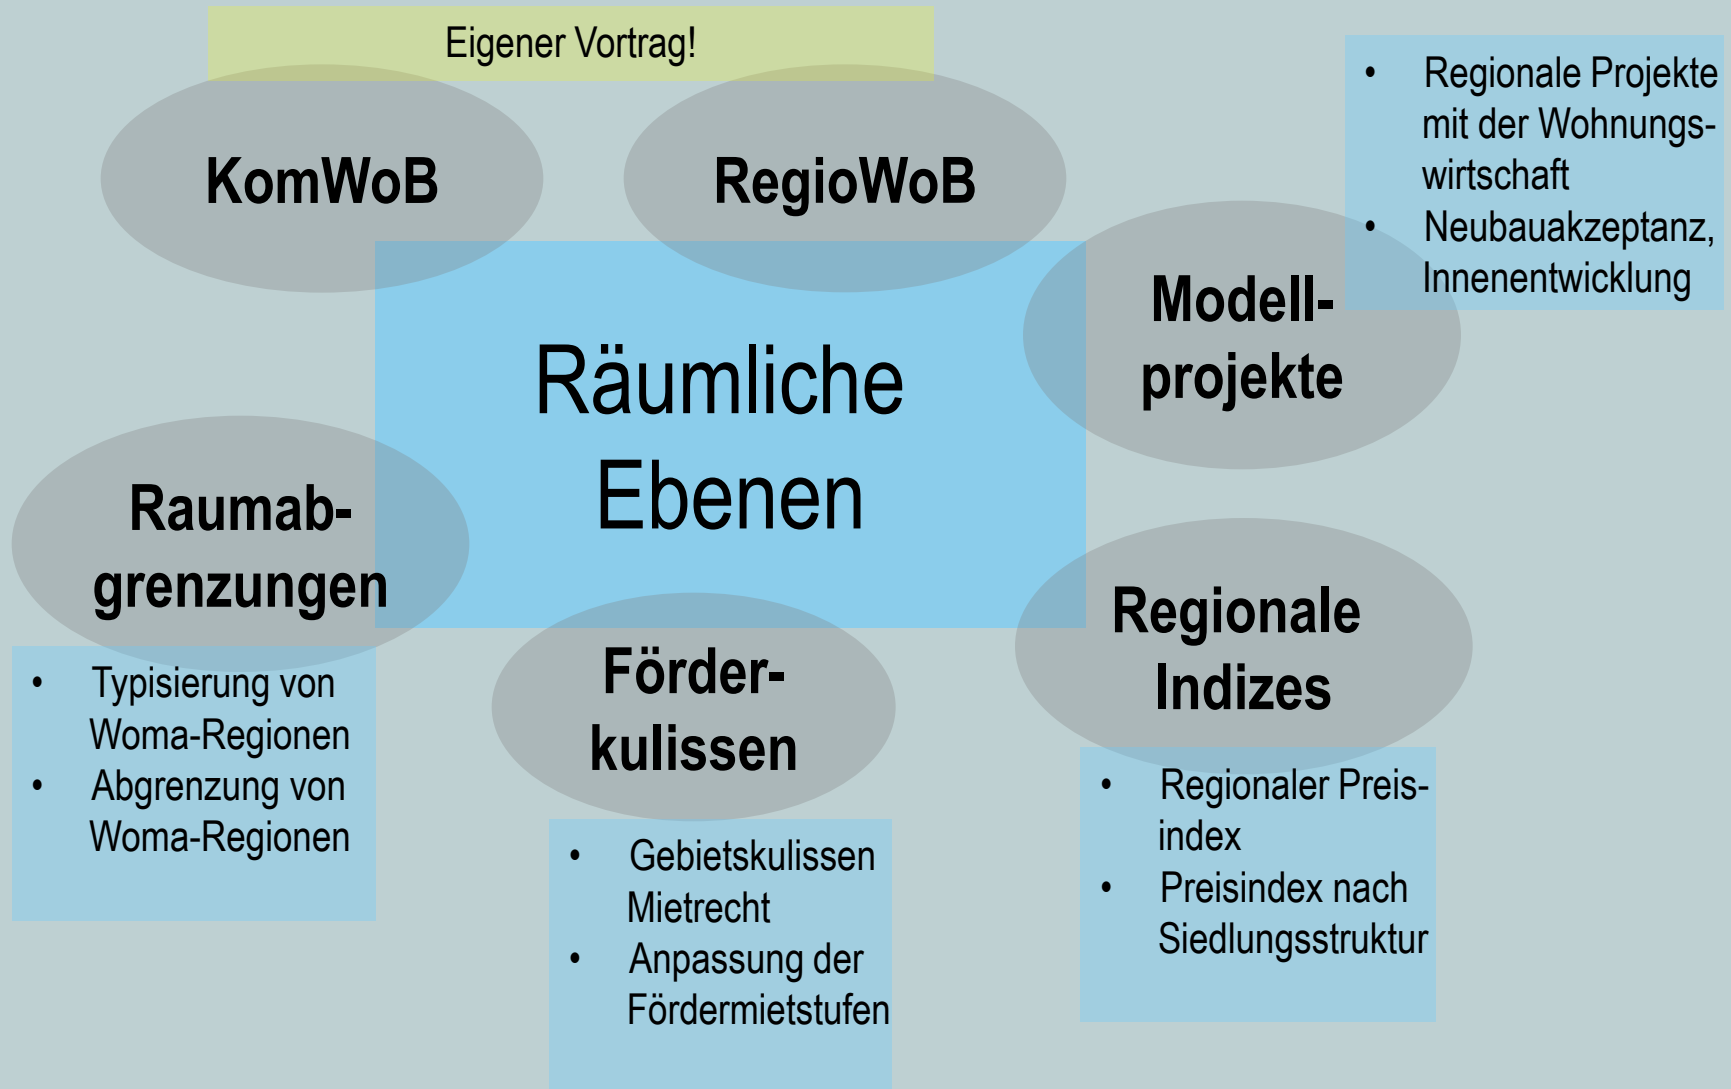 Eigener Vortrag!
KomWoB
RegioWoB
• Regionale Projekte
mit der Wohnungs-
wirtschaft
• Neubauakzeptanz,
Innenentwicklung
Modell-
projekte
Räumliche
Ebenen
Raumab-
grenzungen
• Typisierung von
Woma-Regionen
• Abgrenzung von
Woma-Regionen
Förder-
kulissen
• Gebietskulissen
Mietrecht
• Anpassung der
Fördermietstufen
Regionale
Indizes
• Regionaler Preis-
index
• Preisindex nach
Siedlungsstruktur